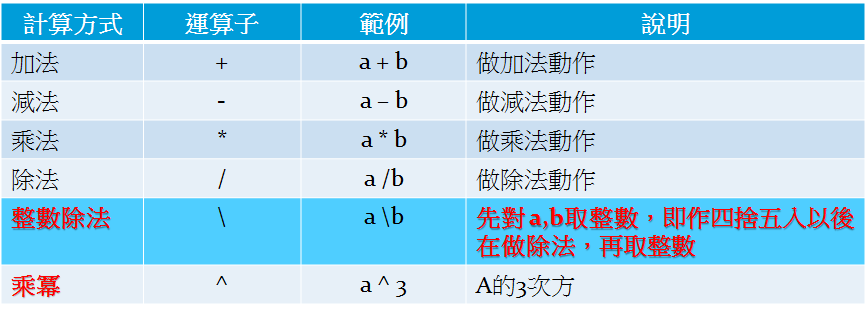 計算方式 運算子 範例 說明
加法 + a + b 做加法動作
減法 - a – b 做減法動作
乘法 * a * b 做乘法動作
除法 / a /b 做除法動作
整數除法 \ a \b 先對 a,b取整數，即作四捨五入以後
在做除法，再取整數
乘冪 ^ a ^ 3 A的3次方